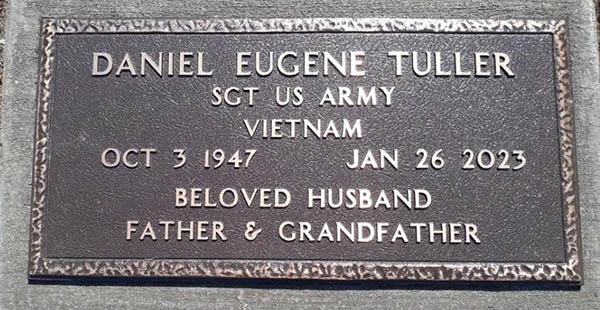 DANIEL EUGENE TULLER
SGT US ARMY
VIETNAM
OCT 3 1947 JAN 26 2023
BELOVED HUSBAND
FATHER & GRANDFATHER